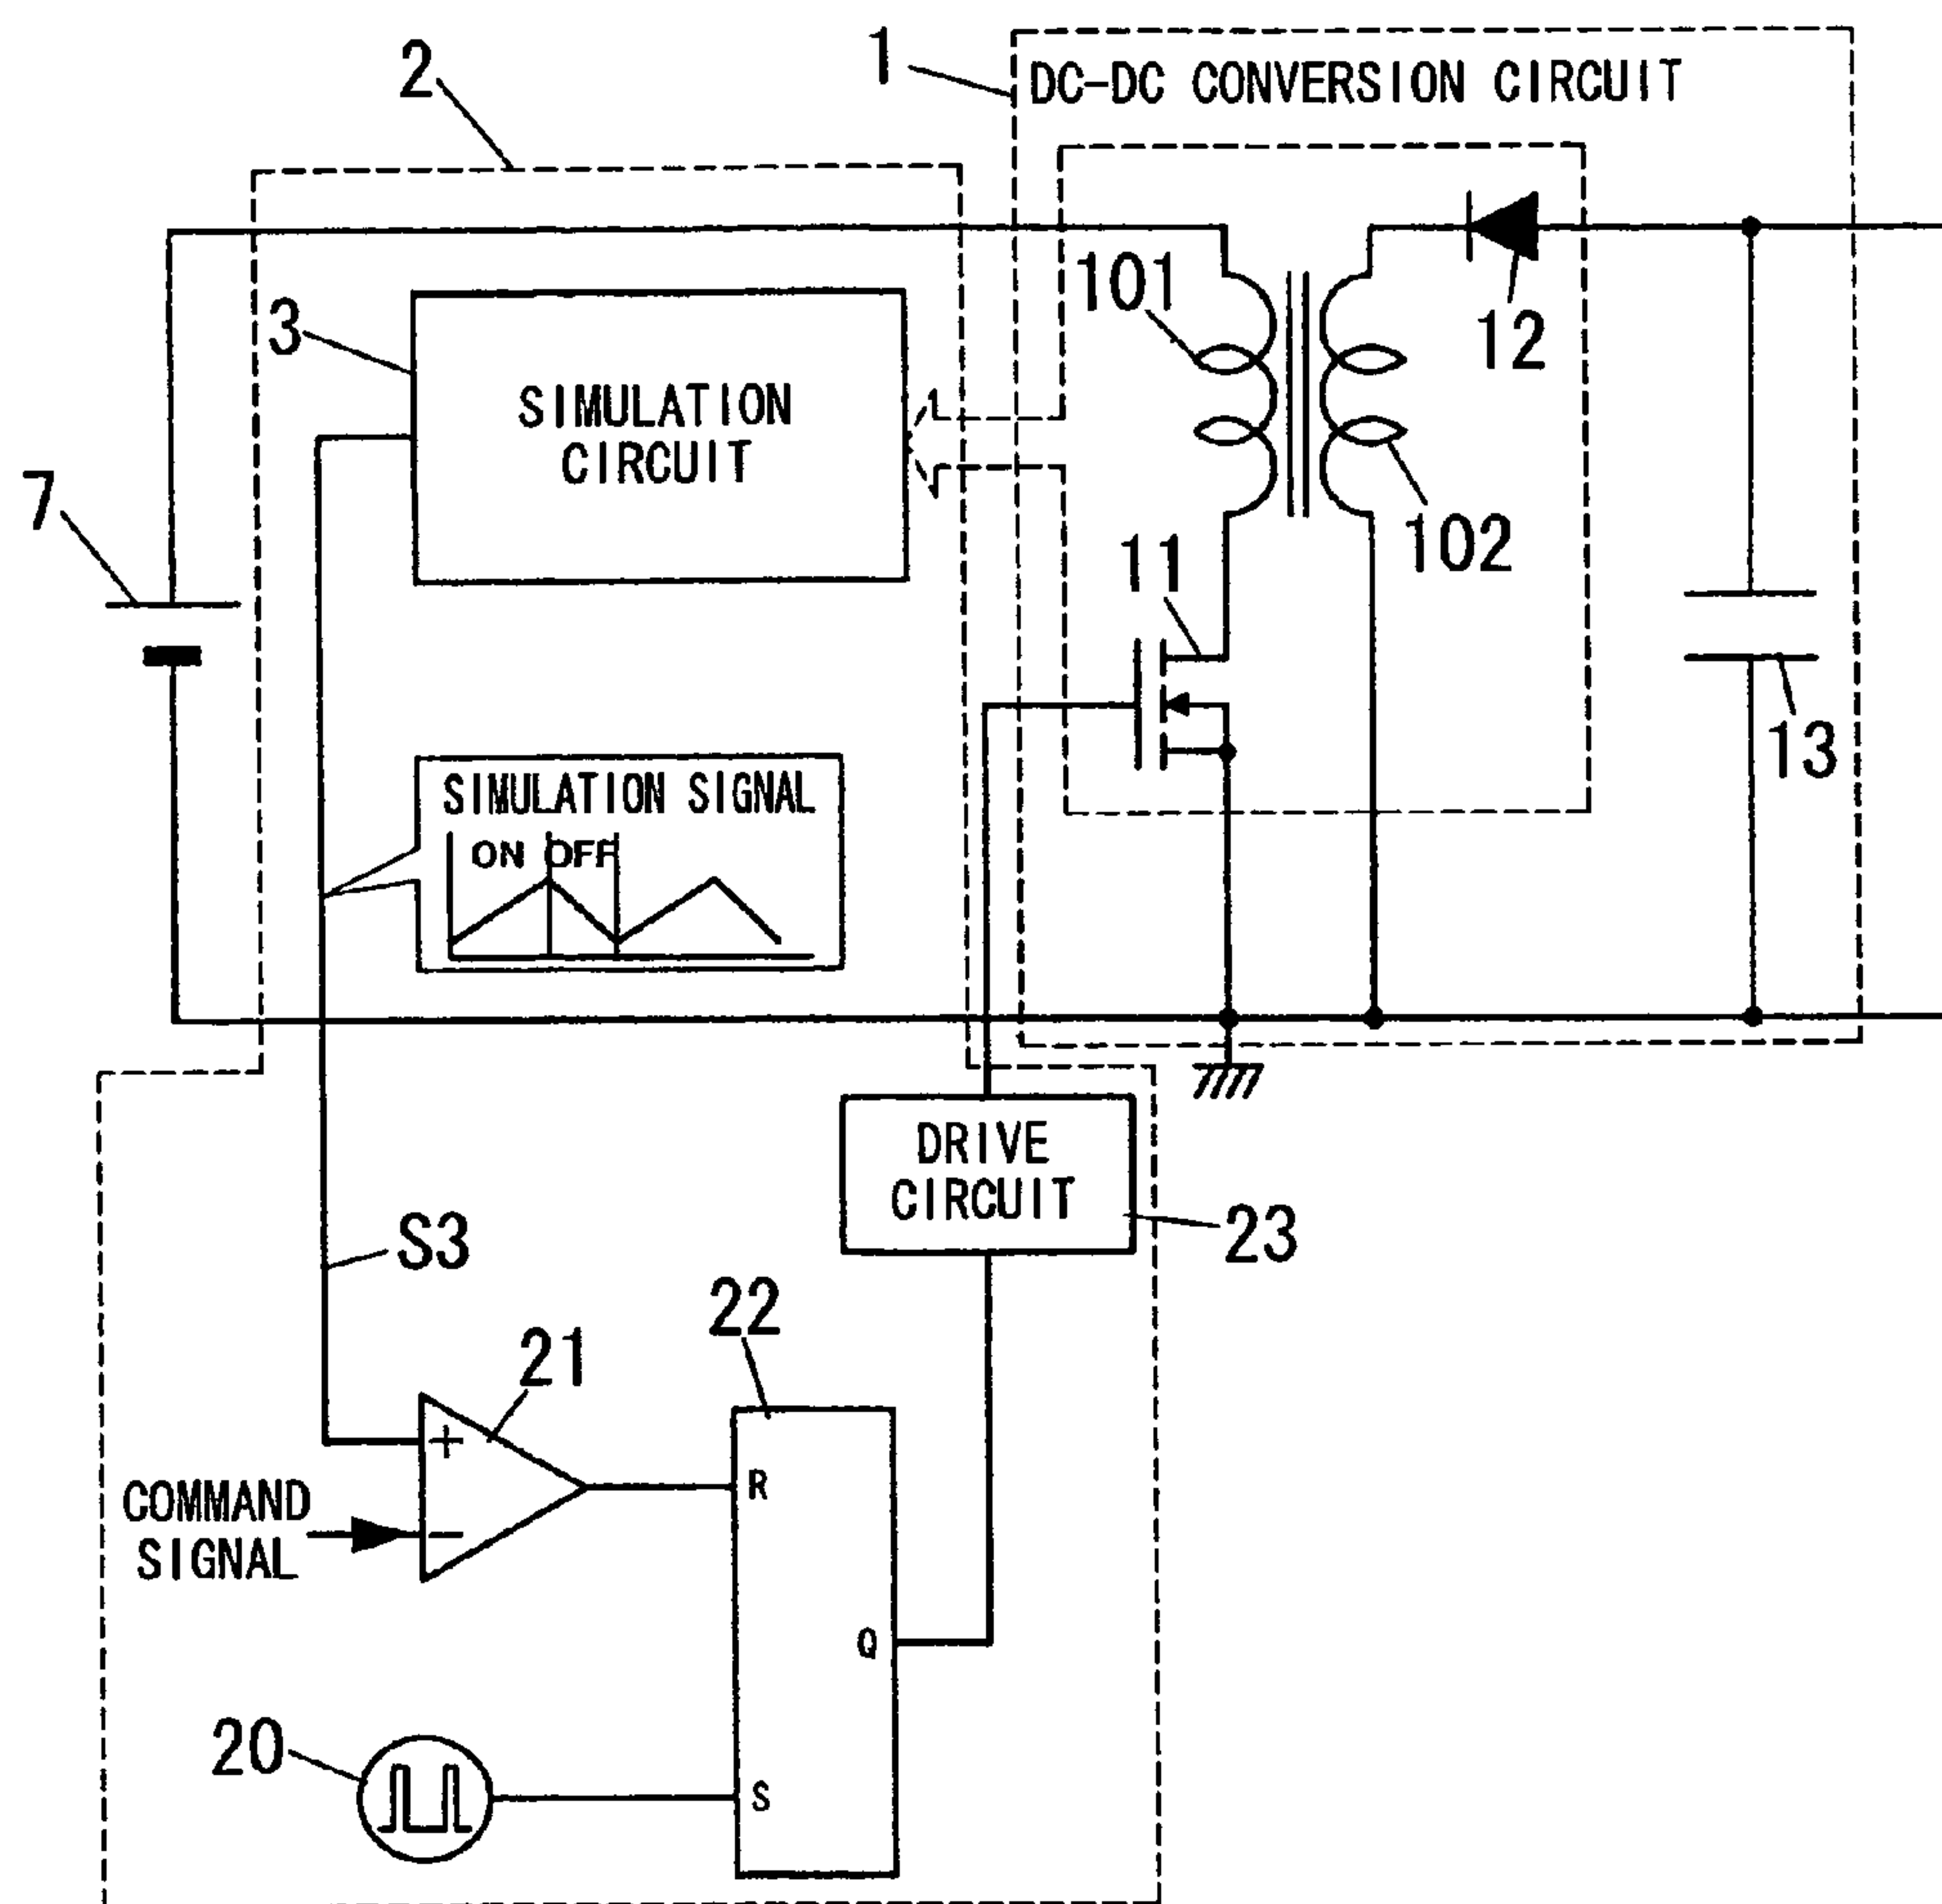 1
2
DC-DC CONVERSION CIRCUIT
101
12
3
SIMULATION
CIRCUIT
7
102
11
13
SIMULATION SIGNAL
ON OFF
DRIVE
CIRCUIT
S3
23
22
21
+
R
COMMAND
SIGNAL
−
Q
20
S